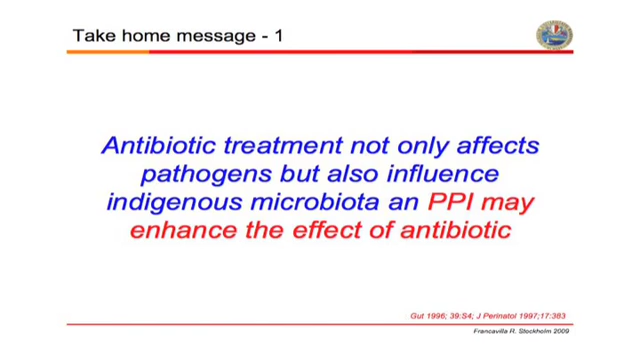 Take home message - 1
Antibiotic treatment not only affects
pathogens but also influence
indigenous microbiota an PPI may
enhance the effect of antibiotic
Gut 1996; 39:S4; J Perinatol 1997;17:383
Francavilla R. Stockholm 2009